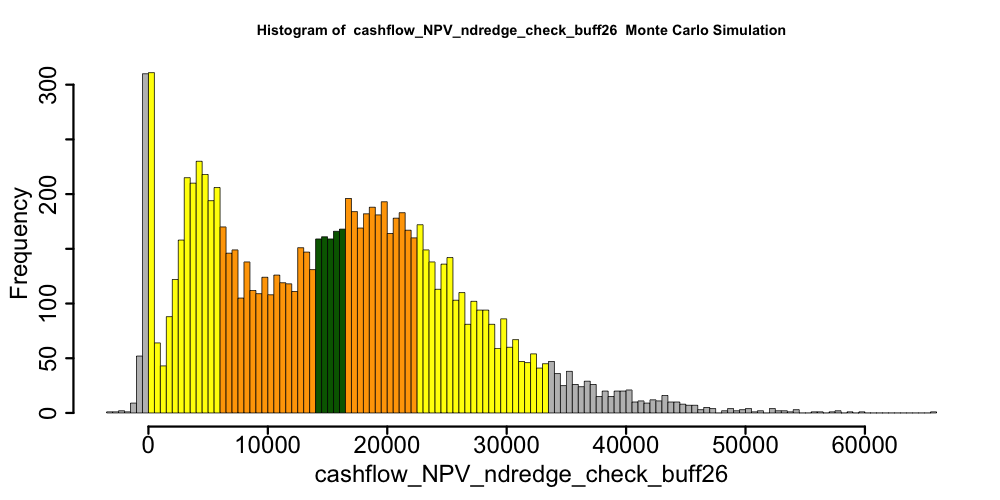 Histogram of  cashflow_NPV_ndredge_check_buff26  Monte Carlo Simulation
Frequency
300
200
100
50
0
0 10000 20000 30000 40000 50000 60000
cashflow_NPV_ndredge_check_buff26